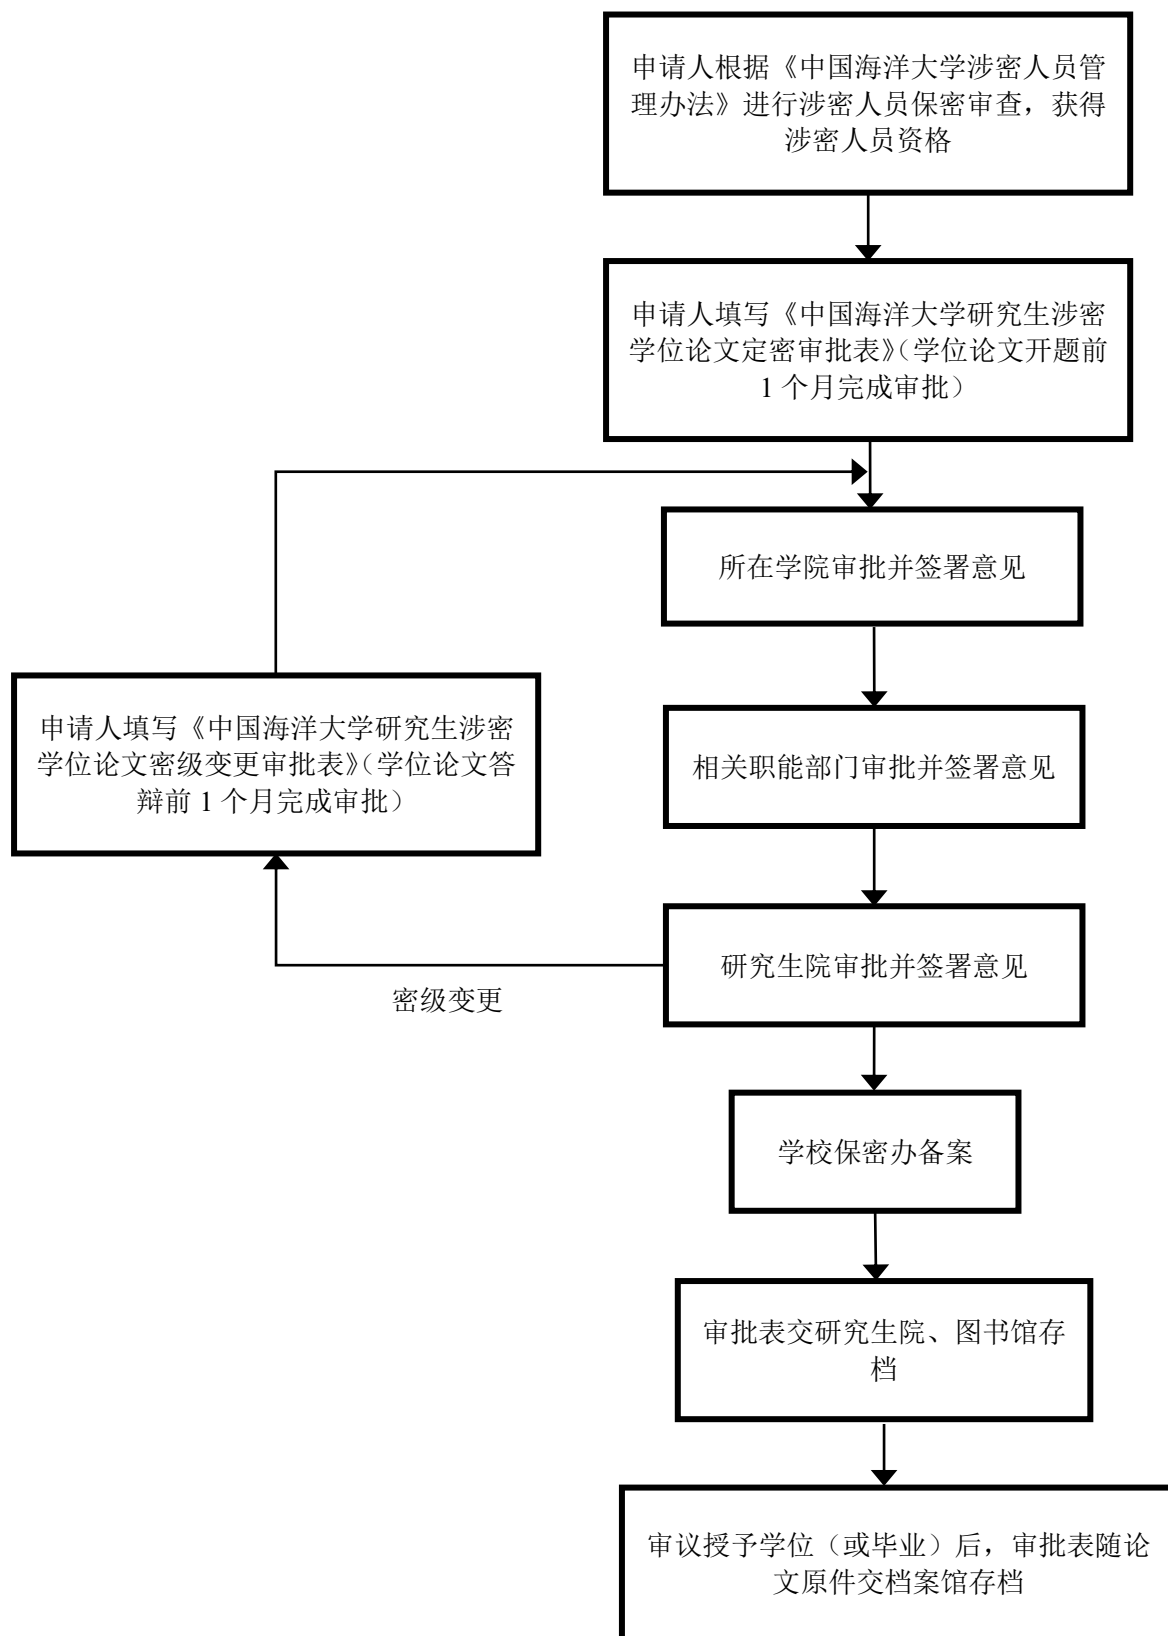 申请人根据《中国海洋大学涉密人员管
理办法》进行涉密人员保密审查，获得
涉密人员资格
申请人填写《中国海洋大学研究生涉密
学位论文定密审批表》（学位论文开题前
1 个月完成审批）
所在学院审批并签署意见
申请人填写《中国海洋大学研究生涉密
学位论文密级变更审批表》（学位论文答
辩前 1 个月完成审批）
相关职能部门审批并签署意见
研究生院审批并签署意见
密级变更
学校保密办备案
审批表交研究生院、图书馆存
档
审议授予学位（或毕业）后，审批表随论
文原件交档案馆存档